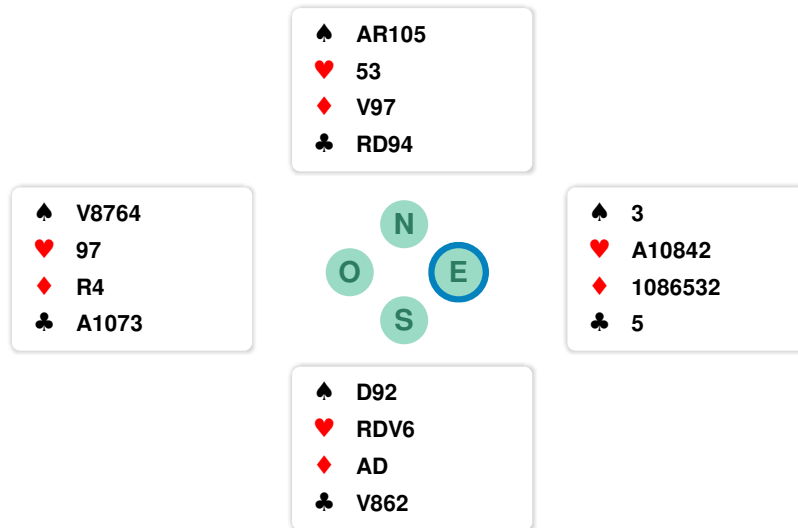 ♠ AR105
♥ 53
♦ V97
♣ RD94
♠ V8764
♥ 97
♦ R4
♣ A1073
N
O
E
S
♠ 3
♥ A10842
♦ 1086532
♣ 5
♠ D92
♥ RDV6
♦ AD
♣ V862